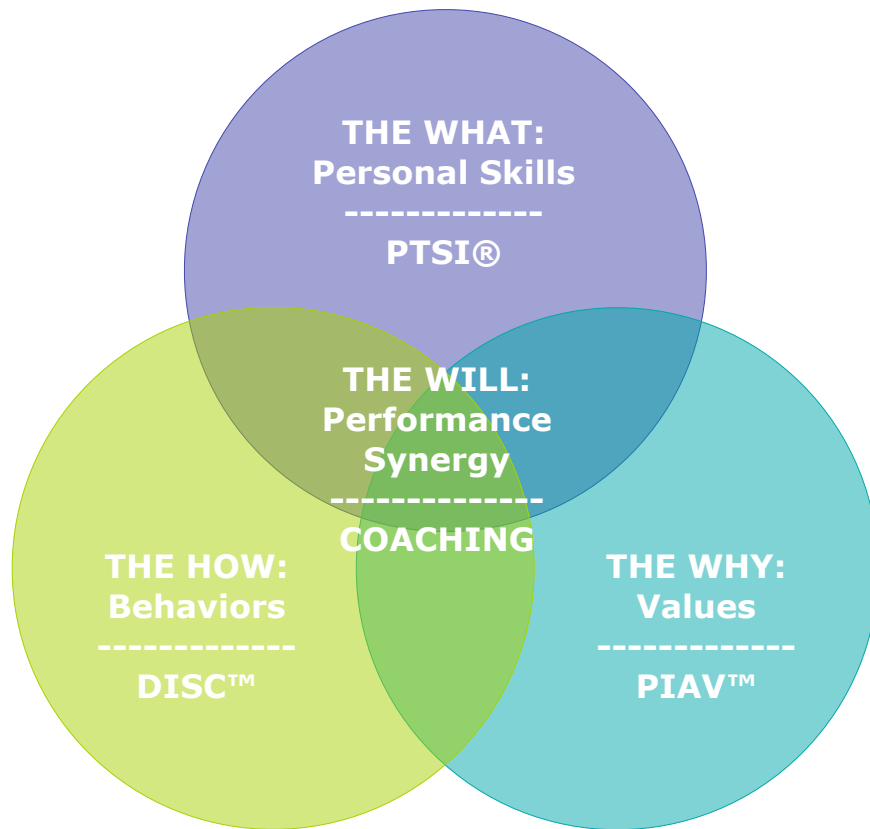 THE WHAT:
Personal Skills
-------------
PTSI®
THE WILL:
Performance
Synergy
--------------
COACHING
THE HOW:
Behaviors
-------------
DISC™
THE WHY:
Values
-------------
PIAV™